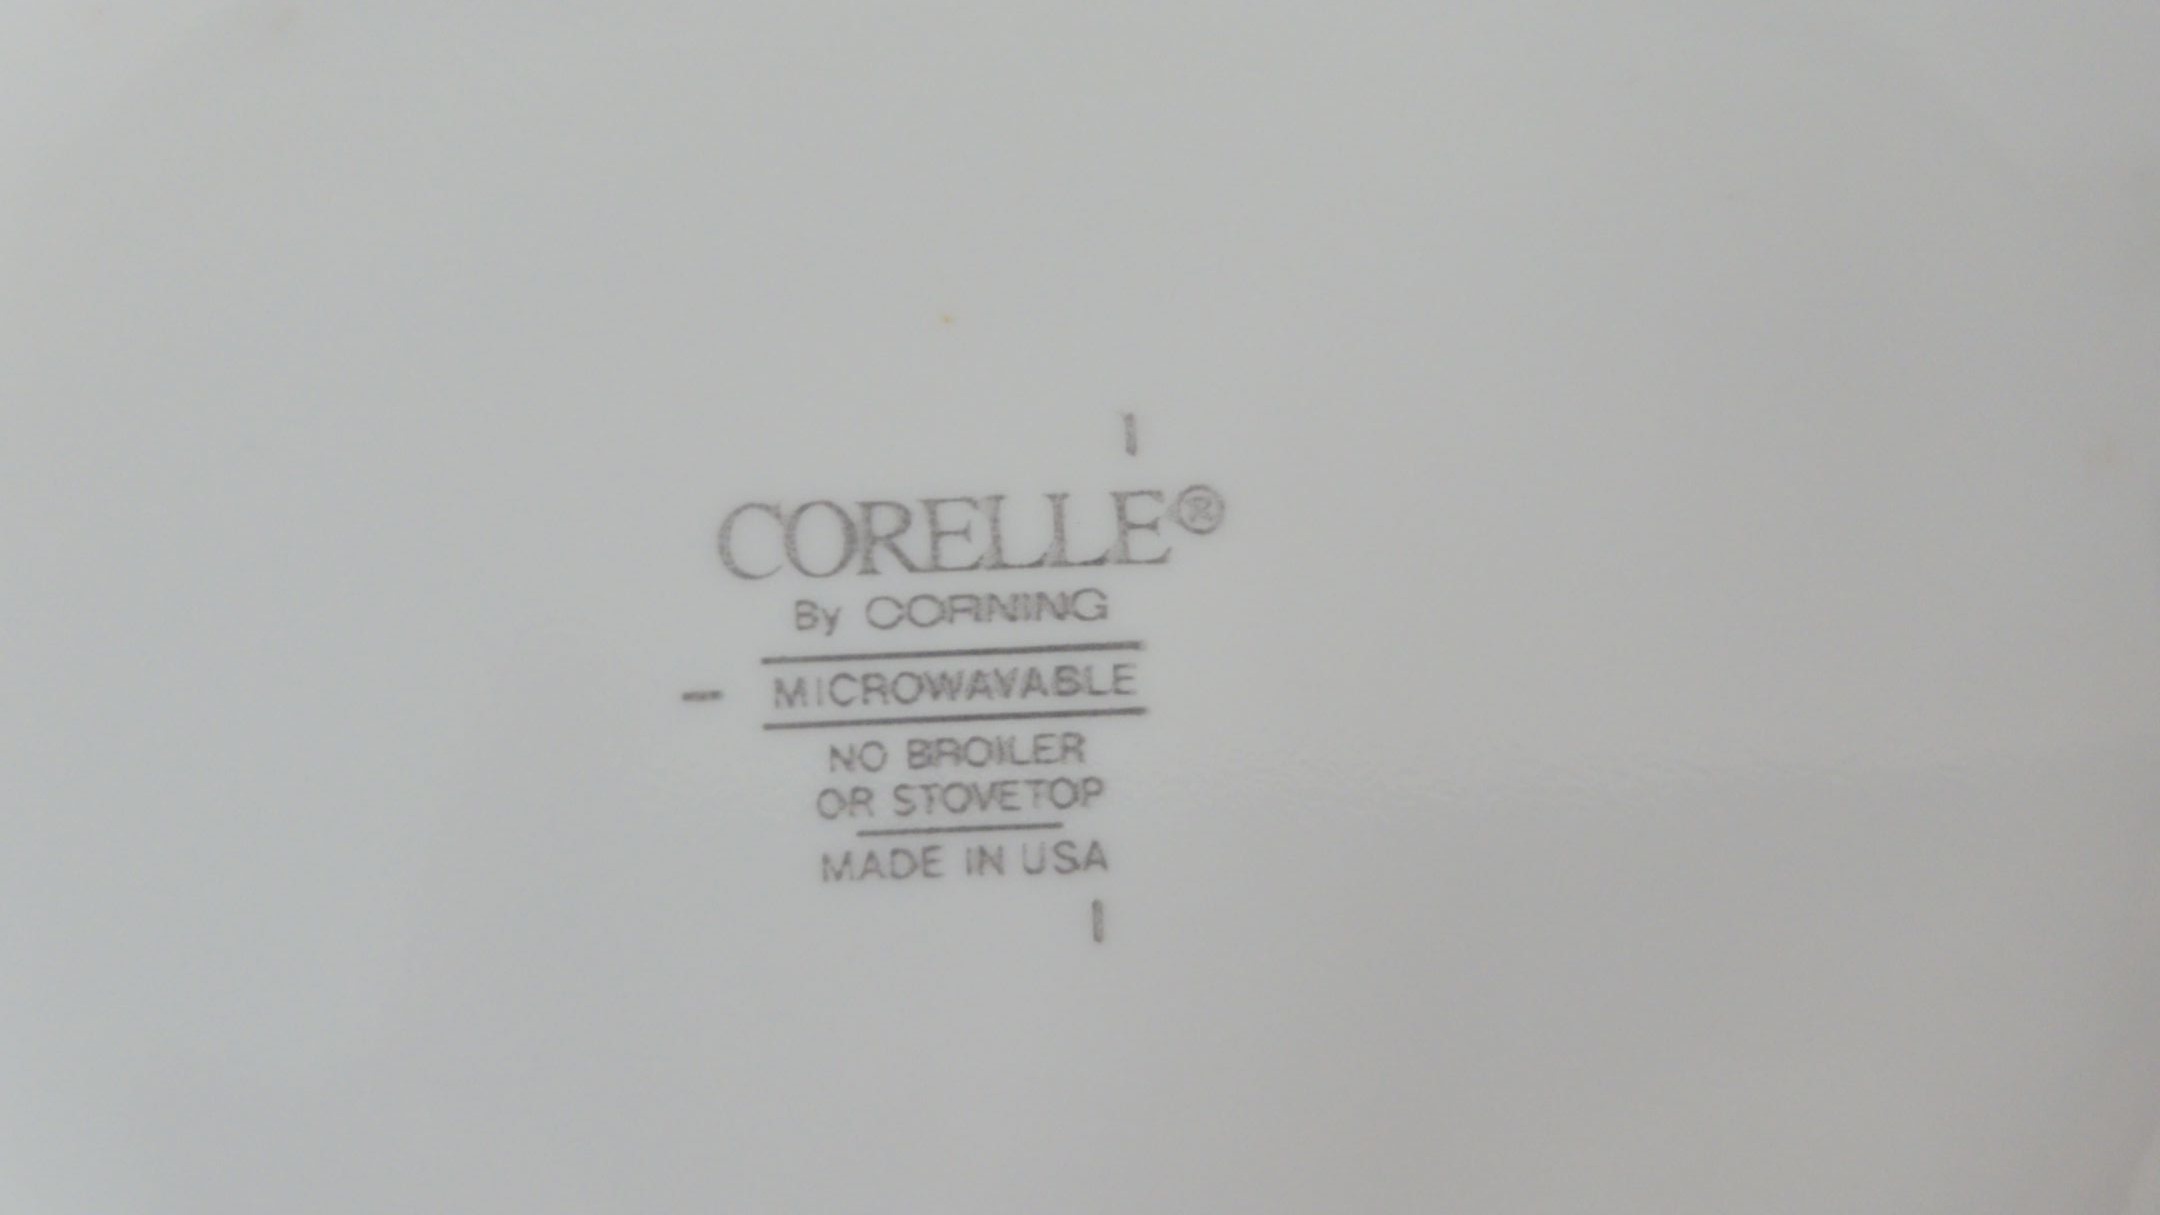 CORELLE®
By CORNING
MICROWAVABLE
NO BROILER
OR STOVETOP
MADE IN USA